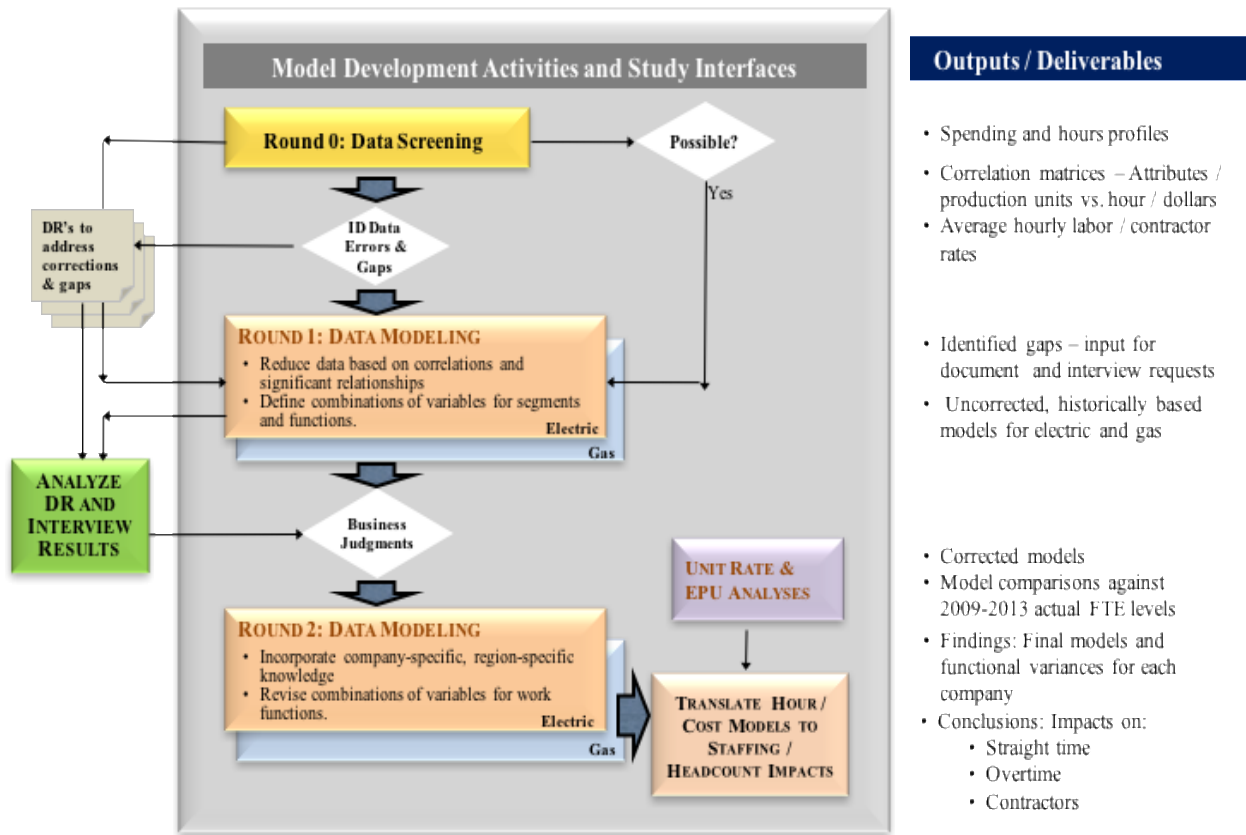 Model Development Activities and Study Interfaces
Round 0: Data Screening
Possible?
Yes
ID Data
Errors &
Gaps
DR's to
address
corrections
& gaps
ROUND 1: DATA MODELING
• Reduce data based on correlations and
significant relationships
• Define combinations of variables for segments
and functions.
Electric
Gas
ANALYZE
DR AND
INTERVIEW
RESULTS
Business
Judgments
UNIT RATE &
EPU ANALYSES
ROUND 2: DATA MODELING
• Incorporate company-specific, region-specific
knowledge
• Revise combinations of variables for work
functions.
Electric
Gas
TRANSLATE HOUR /
COST MODELS TO
STAFFING /
HEADCOUNT IMPACTS
Outputs / Deliverables
• Spending and hours profiles
• Correlation matrices – Attributes /
production units vs. hour / dollars
• Average hourly labor / contractor
rates
• Identified gaps – input for
document and interview requests
• Uncorrected, historically based
models for electric and gas
• Corrected models
• Model comparisons against
2009-2013 actual FTE levels
• Findings: Final models and
functional variances for each
company
• Conclusions: Impacts on:
• Straight time
• Overtime
• Contractors